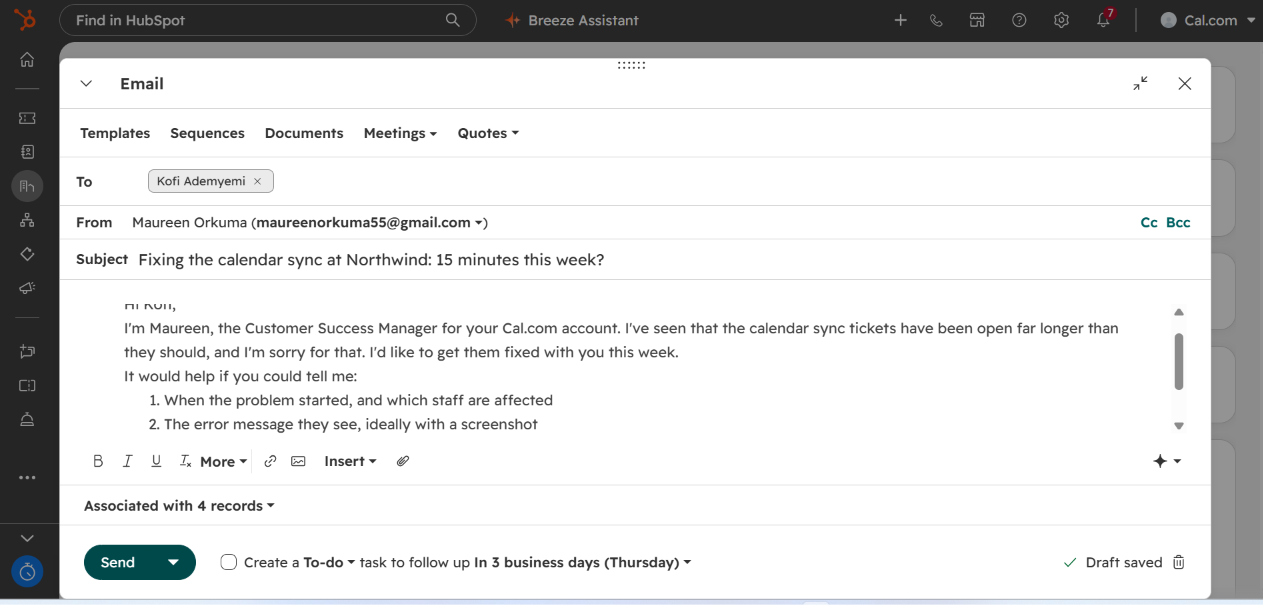 Find in HubSpot
Breeze Assistant
7
Cal.com
Email
Templates Sequences Documents Meetings Quotes
To Kofi Ademyemi
From Maureen Orkuma (maureenorkuma55@gmail.com) Cc Bcc
Subject Fixing the calendar sync at Northwind: 15 minutes this week?
Hi Kofi,
I'm Maureen, the Customer Success Manager for your Cal.com account. I've seen that the calendar sync tickets have been open far longer than
they should, and I'm sorry for that. I'd like to get them fixed with you this week.
It would help if you could tell me:
1. When the problem started, and which staff are affected
2. The error message they see, ideally with a screenshot
B I U Tx More Insert
Associated with 4 records
Send Create a To-do task to follow up In 3 business days (Thursday) Draft saved